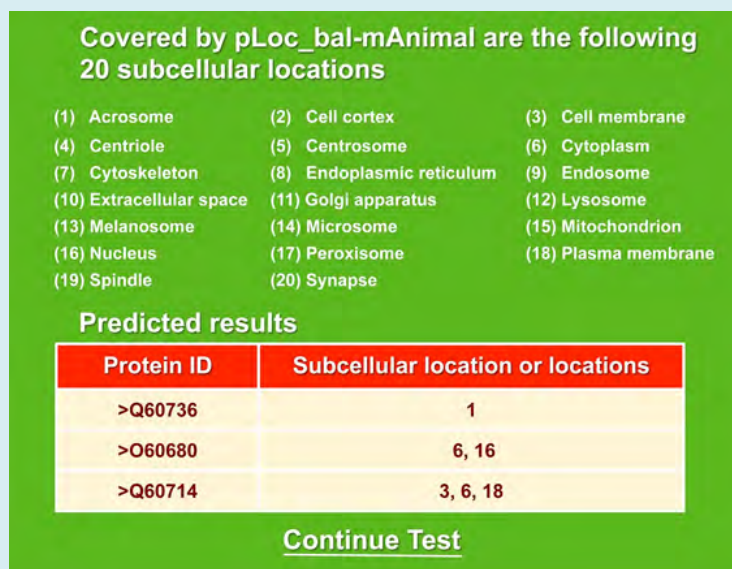 Covered by pLoc_bal-mAnimal are the following
20 subcellular locations
(1) Acrosome (2) Cell cortex (3) Cell membrane
(4) Centriole (5) Centrosome (6) Cytoplasm
(7) Cytoskeleton (8) Endoplasmic reticulum (9) Endosome
(10) Extracellular space (11) Golgi apparatus (12) Lysosome
(13) Melanosome (14) Microsome (15) Mitochondrion
(16) Nucleus (17) Peroxisome (18) Plasma membrane
(19) Spindle (20) Synapse
Predicted results
Protein ID Subcellular location or locations
>Q60736 1
>O60680 6, 16
>Q60714 3, 6, 18
Continue Test